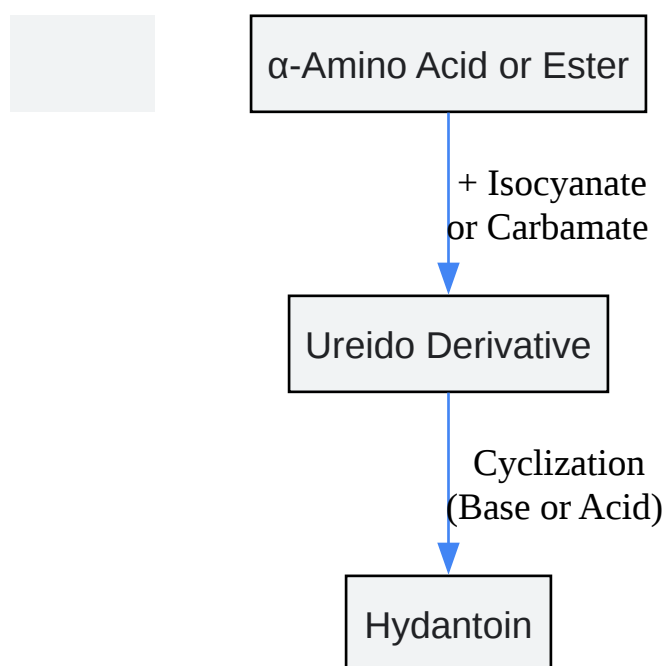 α-Amino Acid or Ester
+ Isocyanate
or Carbamate
Ureido Derivative
Cyclization
(Base or Acid)
Hydantoin